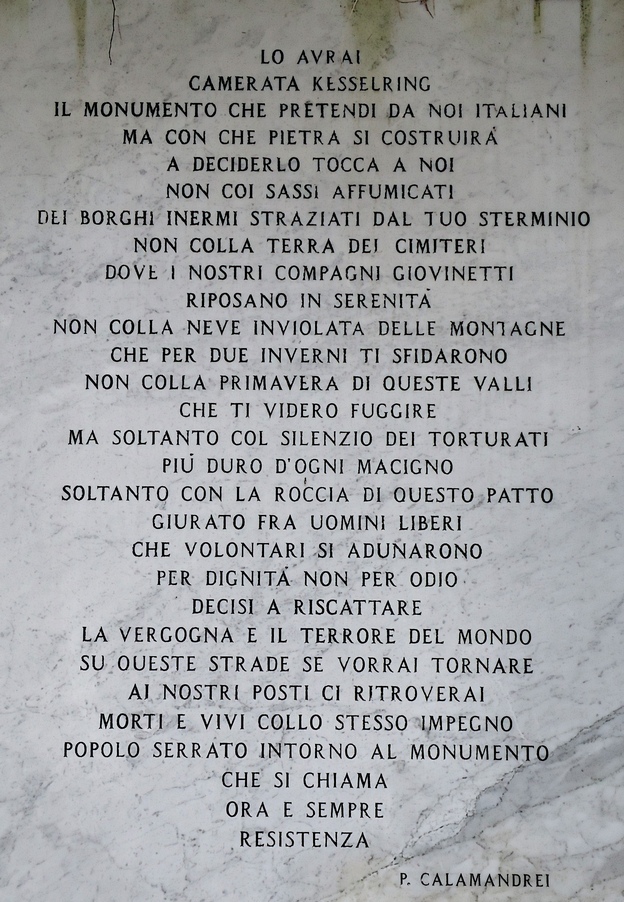 LO AVRAI
CAMERATA KESSELRING
IL MONUMENTO CHE PRETENDI DA NOI ITALIANI
MA CON CHE PIETRA SI COSTRUIRÀ
A DECIDERLO TOCCA A NOI
NON COI SASSI AFFUMICATI
DEI BORGHI INERMI STRAZIATI DAL TUO STERMINIO
NON COLLA TERRA DEI CIMITERI
DOVE I NOSTRI COMPAGNI GIOVINETTI
RIPOSANO IN SERENITÀ
NON COLLA NEVE INVIOLATA DELLE MONTAGNE
CHE PER DUE INVERNI TI SFIDARONO
NON COLLA PRIMAVERA DI QUESTE VALLI
CHE TI VIDERO FUGGIRE
MA SOLTANTO COL SILENZIO DEI TORTURATI
PIÙ DURO D'OGNI MACIGNO
SOLTANTO CON LA ROCCIA DI QUESTO PATTO
GIURATO FRA UOMINI LIBERI
CHE VOLONTARI SI ADUNARONO
PER DIGNITÀ NON PER ODIO
DECISI A RISCATTARE
LA VERGOGNA E IL TERRORE DEL MONDO
SU QUESTE STRADE SE VORRAI TORNARE
AI NOSTRI POSTI CI RITROVERAI
MORTI E VIVI COLLO STESSO IMPEGNO
POPOLO SERRATO INTORNO AL MONUMENTO
CHE SI CHIAMA
ORA E SEMPRE
RESISTENZA
P. CALAMANDREI